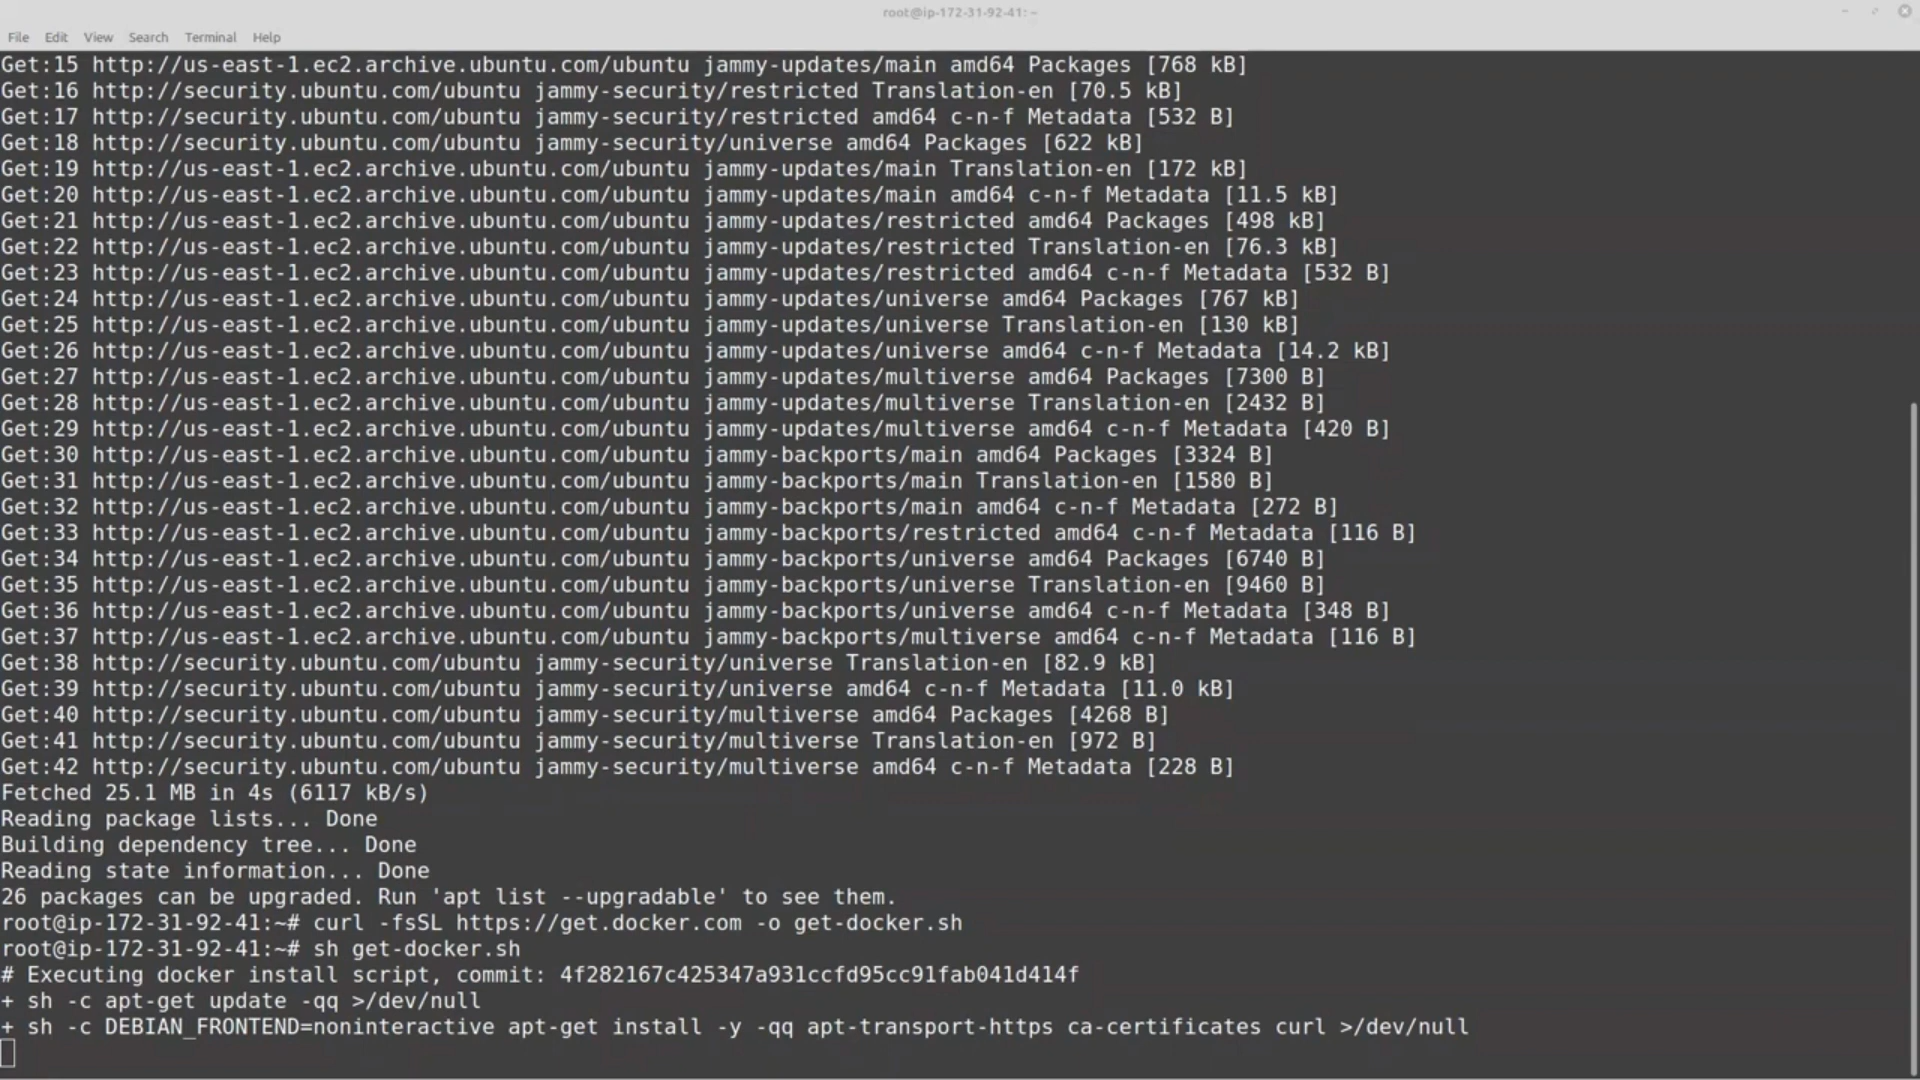 root@ip-172-31-92-41: ~
File Edit View Search Terminal Help
Get:15 http://us-east-1.ec2.archive.ubuntu.com/ubuntu jammy-updates/main amd64 Packages [768 kB]
Get:16 http://security.ubuntu.com/ubuntu jammy-security/restricted Translation-en [70.5 kB]
Get:17 http://security.ubuntu.com/ubuntu jammy-security/restricted amd64 c-n-f Metadata [532 B]
Get:18 http://security.ubuntu.com/ubuntu jammy-security/universe amd64 Packages [622 kB]
Get:19 http://us-east-1.ec2.archive.ubuntu.com/ubuntu jammy-updates/main Translation-en [172 kB]
Get:20 http://us-east-1.ec2.archive.ubuntu.com/ubuntu jammy-updates/main amd64 c-n-f Metadata [11.5 kB]
Get:21 http://us-east-1.ec2.archive.ubuntu.com/ubuntu jammy-updates/restricted amd64 Packages [498 kB]
Get:22 http://us-east-1.ec2.archive.ubuntu.com/ubuntu jammy-updates/restricted Translation-en [76.3 kB]
Get:23 http://us-east-1.ec2.archive.ubuntu.com/ubuntu jammy-updates/restricted amd64 c-n-f Metadata [532 B]
Get:24 http://us-east-1.ec2.archive.ubuntu.com/ubuntu jammy-updates/universe amd64 Packages [767 kB]
Get:25 http://us-east-1.ec2.archive.ubuntu.com/ubuntu jammy-updates/universe Translation-en [130 kB]
Get:26 http://us-east-1.ec2.archive.ubuntu.com/ubuntu jammy-updates/universe amd64 c-n-f Metadata [14.2 kB]
Get:27 http://us-east-1.ec2.archive.ubuntu.com/ubuntu jammy-updates/multiverse amd64 Packages [7300 B]
Get:28 http://us-east-1.ec2.archive.ubuntu.com/ubuntu jammy-updates/multiverse Translation-en [2432 B]
Get:29 http://us-east-1.ec2.archive.ubuntu.com/ubuntu jammy-updates/multiverse amd64 c-n-f Metadata [420 B]
Get:30 http://us-east-1.ec2.archive.ubuntu.com/ubuntu jammy-backports/main amd64 Packages [3324 B]
Get:31 http://us-east-1.ec2.archive.ubuntu.com/ubuntu jammy-backports/main Translation-en [1580 B]
Get:32 http://us-east-1.ec2.archive.ubuntu.com/ubuntu jammy-backports/main amd64 c-n-f Metadata [272 B]
Get:33 http://us-east-1.ec2.archive.ubuntu.com/ubuntu jammy-backports/restricted amd64 c-n-f Metadata [116 B]
Get:34 http://us-east-1.ec2.archive.ubuntu.com/ubuntu jammy-backports/universe amd64 Packages [6740 B]
Get:35 http://us-east-1.ec2.archive.ubuntu.com/ubuntu jammy-backports/universe Translation-en [9460 B]
Get:36 http://us-east-1.ec2.archive.ubuntu.com/ubuntu jammy-backports/universe amd64 c-n-f Metadata [348 B]
Get:37 http://us-east-1.ec2.archive.ubuntu.com/ubuntu jammy-backports/multiverse amd64 c-n-f Metadata [116 B]
Get:38 http://security.ubuntu.com/ubuntu jammy-security/universe Translation-en [82.9 kB]
Get:39 http://security.ubuntu.com/ubuntu jammy-security/universe amd64 c-n-f Metadata [11.0 kB]
Get:40 http://security.ubuntu.com/ubuntu jammy-security/multiverse amd64 Packages [4268 B]
Get:41 http://security.ubuntu.com/ubuntu jammy-security/multiverse Translation-en [972 B]
Get:42 http://security.ubuntu.com/ubuntu jammy-security/multiverse amd64 c-n-f Metadata [228 B]
Fetched 25.1 MB in 4s (6117 kB/s)
Reading package lists... Done
Building dependency tree... Done
Reading state information... Done
26 packages can be upgraded. Run 'apt list --upgradable' to see them.
root@ip-172-31-92-41:~# curl -fsSL https://get.docker.com -o get-docker.sh
root@ip-172-31-92-41:~# sh get-docker.sh
# Executing docker install script, commit: 4f282167c425347a931ccfd95cc91fab041d414f
+ sh -c apt-get update -qq >/dev/null
+ sh -c DEBIAN_FRONTEND=noninteractive apt-get install -y -qq apt-transport-https ca-certificates curl >/dev/null